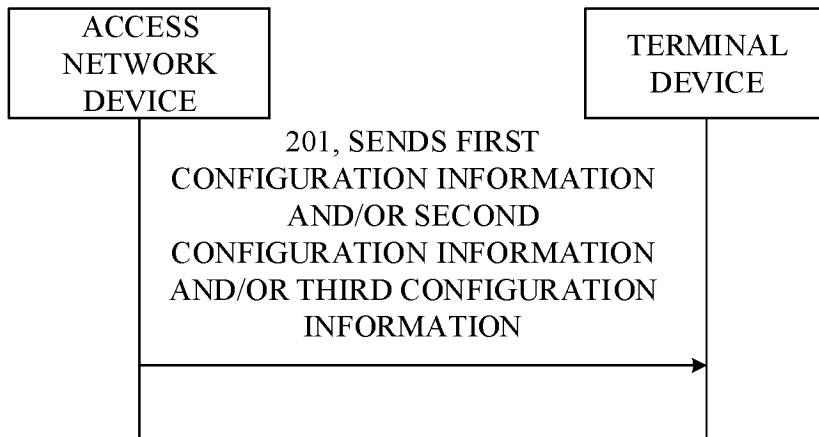 ACCESS
NETWORK
DEVICE
TERMINAL
DEVICE
201, SENDS FIRST
CONFIGURATION INFORMATION
AND/OR SECOND
CONFIGURATION INFORMATION
AND/OR THIRD CONFIGURATION
INFORMATION